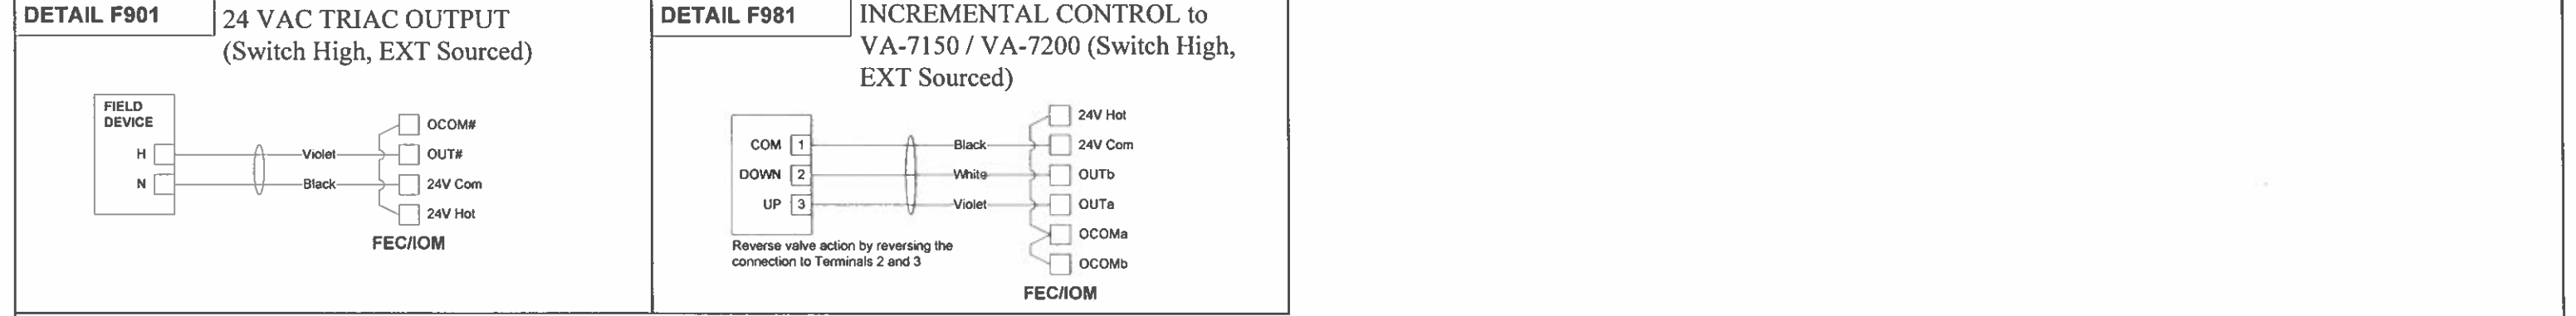 DETAIL F901
24 VAC TRIAC OUTPUT
(Switch High, EXT Sourced)
FIELD
DEVICE
H
N
Violet
Black
OCOM#
OUT#
24V Com
24V Hot
FEC/IOM
DETAIL F981
INCREMENTAL CONTROL to
VA-7150 / VA-7200 (Switch High,
EXT Sourced)
COM 1
DOWN 2
UP 3
Black
White
Violet
24V Hot
24V Com
OUTb
OUTa
OCOMa
OCOMb
Reverse valve action by reversing the
connection to Terminals 2 and 3
FEC/IOM